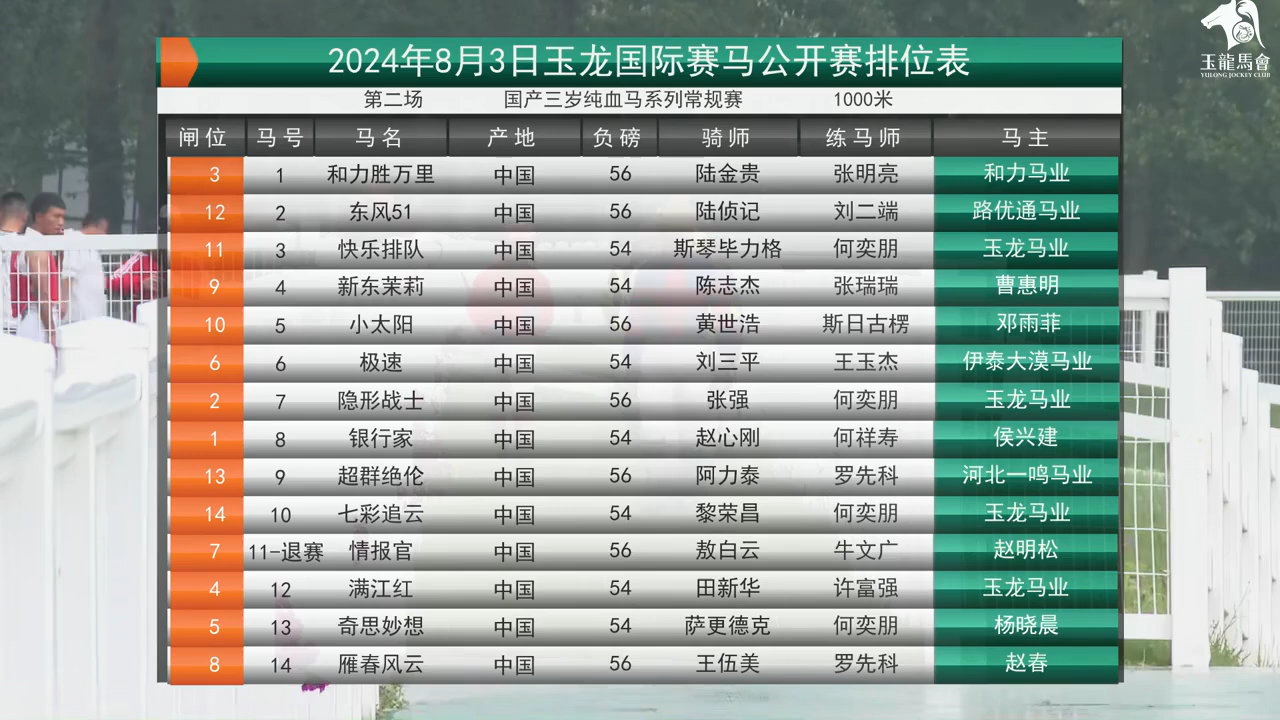 玉龍馬會
YULONG JOCKEY CLUB
2024年8月3日玉龙国际赛马公开赛排位表
第二场 国产三岁纯血马系列常规赛 1000米
闸位 马号 马名 产地 负磅 骑师 练马师 马主
3 1 和力胜万里 中国 56 陆金贵 张明亮 和力马业
12 2 东风51 中国 56 陆侦记 刘二端 路优通马业
11 3 快乐排队 中国 54 斯琴毕力格 何奕朋 玉龙马业
9 4 新东茉莉 中国 54 陈志杰 张瑞瑞 曹惠明
10 5 小太阳 中国 56 黄世浩 斯日古楞 邓雨菲
6 6 极速 中国 54 刘三平 王玉杰 伊泰大漠马业
2 7 隐形战士 中国 56 张强 何奕朋 玉龙马业
1 8 银行家 中国 54 赵心刚 何祥寿 侯兴建
13 9 超群绝伦 中国 56 阿力泰 罗先科 河北一鸣马业
14 10 七彩追云 中国 54 黎荣昌 何奕朋 玉龙马业
7 11-退赛 情报官 中国 56 敖白云 牛文广 赵明松
4 12 满江红 中国 54 田新华 许富强 玉龙马业
5 13 奇思妙想 中国 54 萨更德克 何奕朋 杨晓晨
8 14 雁春风云 中国 56 王伍美 罗先科 赵春